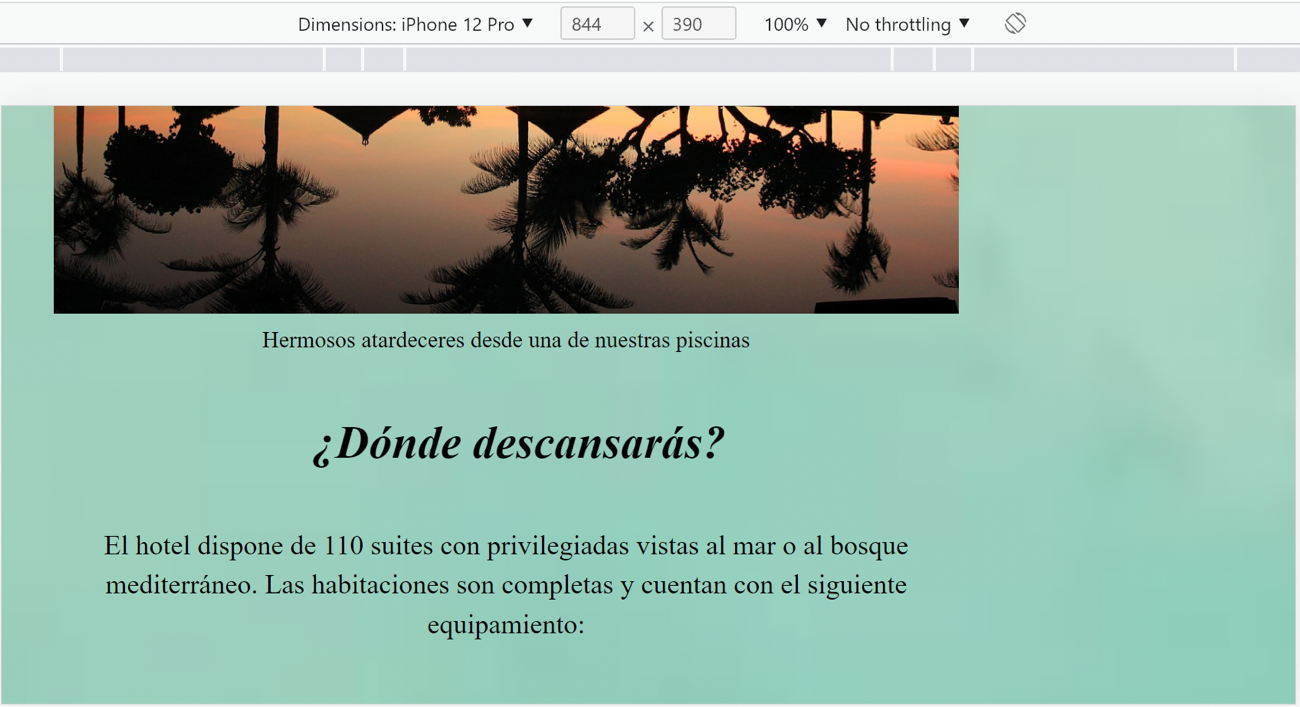 Dimensions: iPhone 12 Pro ▼ 844 × 390 100% ▼ No throttling ▼
Hermosos atardeceres desde una de nuestras piscinas
¿Dónde descansarás?
El hotel dispone de 110 suites con privilegiadas vistas al mar o al bosque
mediterráneo. Las habitaciones son completas y cuentan con el siguiente
equipamiento: